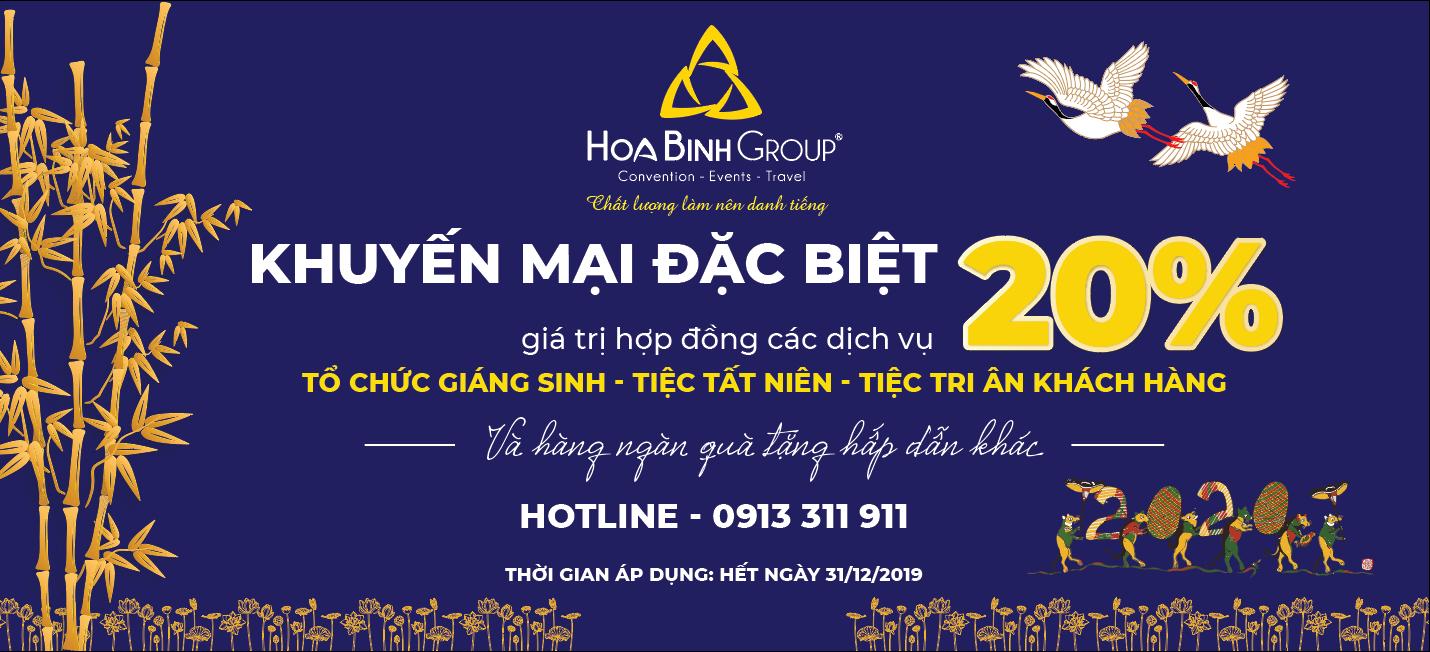 HOA BINH GROUP®
Convention - Events - Travel
Chất lượng làm nên danh tiếng
KHUYẾN MẠI ĐẶC BIỆT 20%
giá trị hợp đồng các dịch vụ
TỔ CHỨC GIÁNG SINH - TIỆC TẤT NIÊN - TIỆC TRI ÂN KHÁCH HÀNG
Và hàng ngàn quà tặng hấp dẫn khác
HOTLINE - 0913 311 911
2020
THỜI GIAN ÁP DỤNG: HẾT NGÀY 31/12/2019